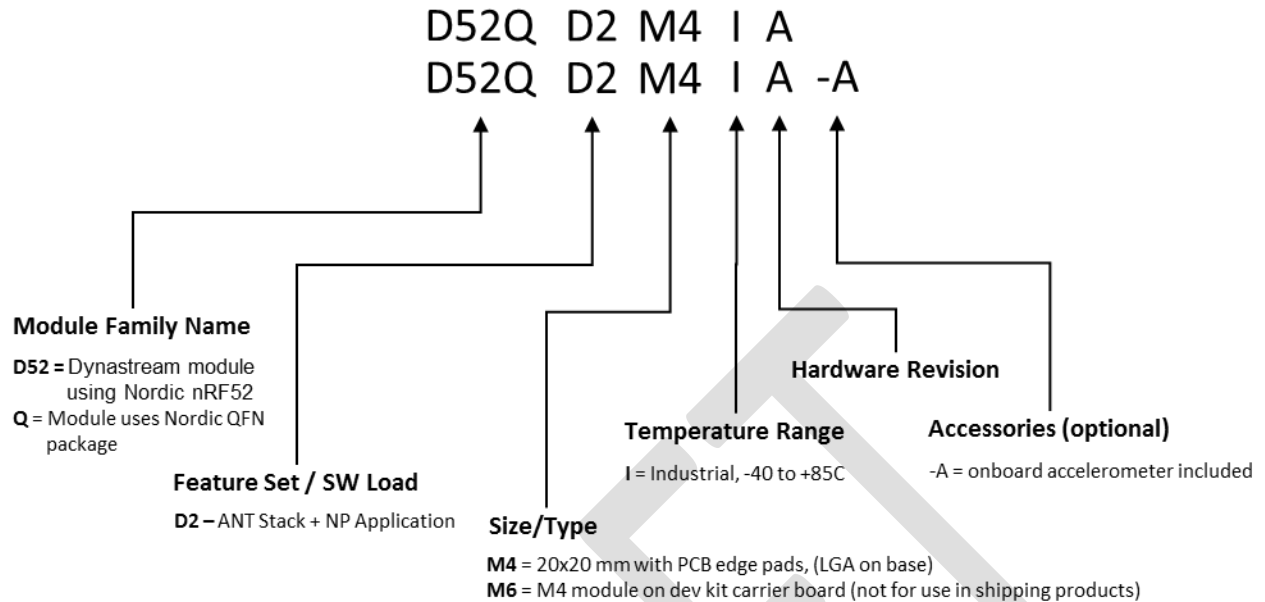 D52Q D2 M4 I A
D52Q D2 M4 I A -A
Module Family Name
D52 = Dynastream module
using Nordic nRF52
Q = Module uses Nordic QFN
package
Feature Set / SW Load
D2 – ANT Stack + NP Application
Size/Type
M4 = 20x20 mm with PCB edge pads, (LGA on base)
M6 = M4 module on dev kit carrier board (not for use in shipping products)
Temperature Range
I = Industrial, -40 to +85C
Hardware Revision
Accessories (optional)
-A = onboard accelerometer included